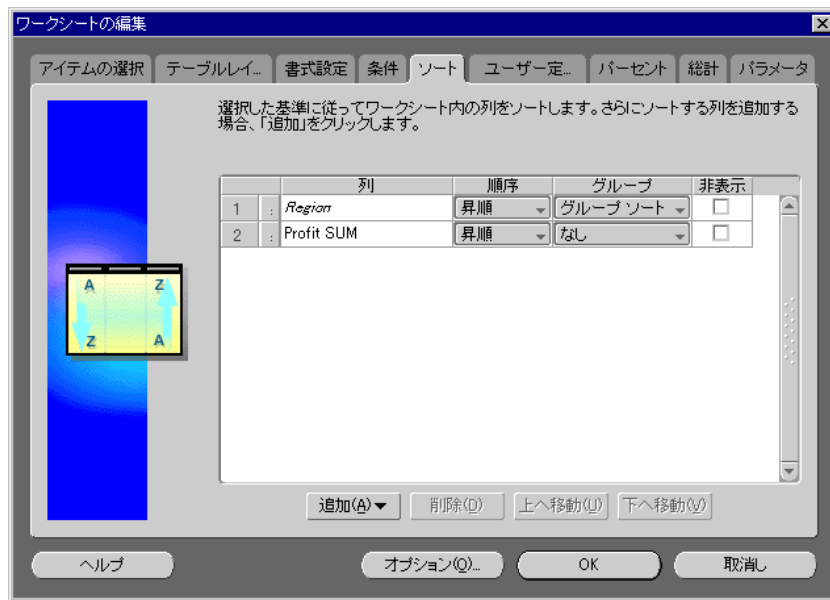 ワークシートの編集
アイテムの選択 テーブルレイ... 書式設定 条件 ソート ユーザー定... パーセント 総計 パラメータ
選択した基準に従ってワークシート内の列をソートします。さらにソートする列を追加する
場合、「追加」をクリックします。
列 順序 グループ 非表示
1 : Region 昇順 グループ ソート
2 : Profit SUM 昇順 なし
A Z
Z A
追加(A) 削除(D) 上へ移動(U) 下へ移動(V)
ヘルプ オプション(O)... OK 取消し